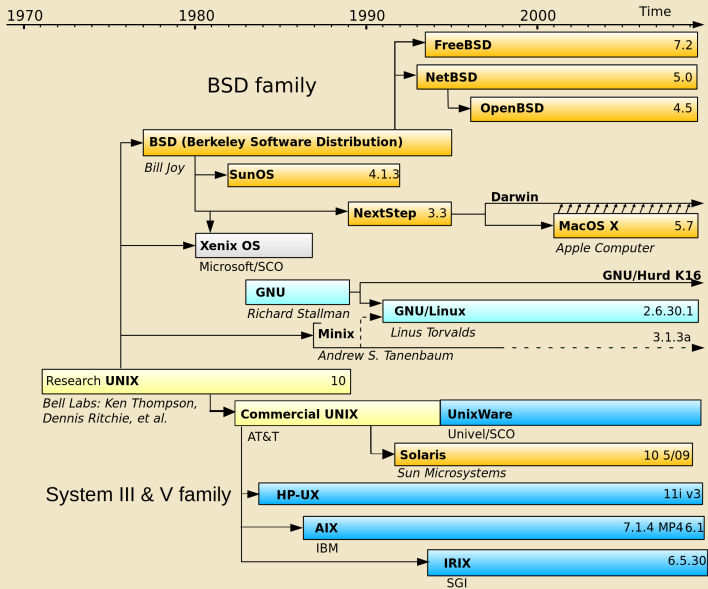 1970 1980 1990 2000 Time
FreeBSD 7.2
BSD family
NetBSD 5.0
OpenBSD 4.5
BSD (Berkeley Software Distribution)
Bill Joy
SunOS 4.1.3
Darwin
NextStep 3.3
MacOS X 5.7
Apple Computer
Xenix OS
Microsoft/SCO
GNU/Hurd K16
GNU
Richard Stallman
GNU/Linux 2.6.30.1
Linus Torvalds
Minix 3.1.3a
Andrew S. Tanenbaum
Research UNIX 10
Bell Labs: Ken Thompson,
Dennis Ritchie, et al.
Commercial UNIX
AT&T
UnixWare
Univel/SCO
Solaris 10 5/09
Sun Microsystems
System III & V family
HP-UX 11i v3
AIX 7.1.4 MP4 6.1
IBM
IRIX 6.5.30
SGI